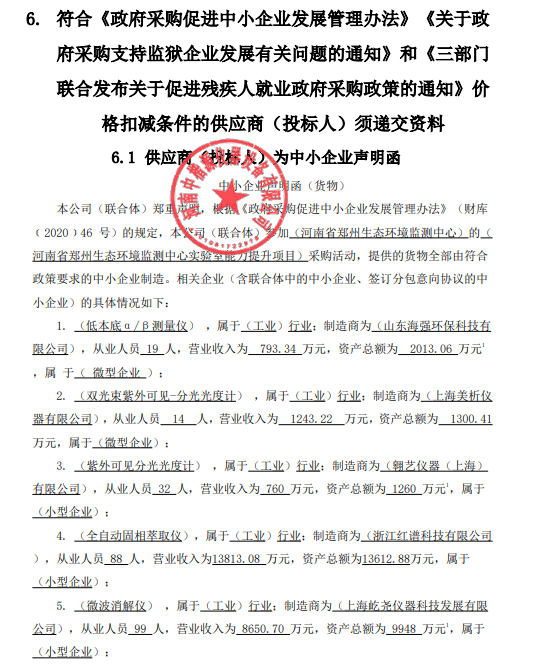 6. 符合《政府采购促进中小企业发展管理办法》《关于政
府采购支持监狱企业发展有关问题的通知》和《三部门
联合发布关于促进残疾人就业政府采购政策的通知》价
格扣减条件的供应商（投标人）须递交资料
6.1 供应商（投标人）为中小企业声明函
中小企业声明函（货物）
本公司（联合体）郑重声明，根据《政府采购促进中小企业发展管理办法》（财库
﹝2020﹞46 号）的规定，本公司（联合体）参加（河南省郑州生态环境监测中心）的（
河南省郑州生态环境监测中心实验室能力提升项目）采购活动，提供的货物全部由符合
政策要求的中小企业制造。相关企业（含联合体中的中小企业、签订分包意向协议的中
小企业）的具体情况如下：
1. （低本底α/β测量仪） ，属于（工业）行业；制造商为（山东海强环保科技有
限公司），从业人员 19 人，营业收入为 793.34 万元，资产总额为 2013.06 万元¹
，属 于（ 微型企业 ）；
2. （双光束紫外可见-分光光度计） ，属于（工业）行业；制造商为（上海美析仪
器有限公司），从业人员 14 人，营业收入为 1243.22 万元，资产总额为 1300.41
万元，属于（微型企业）；
3. （紫外可见分光光度计） ，属于（工业）行业；制造商为（翱艺仪器（上海）
有限公司），从业人员 32 人，营业收入为 760 万元，资产总额为 1260 万元¹，属于
（小型企业）；
4. （全自动固相萃取仪），属于（工业）行业；制造商为（浙江红谱科技有限公司
），从业人员 88 人，营业收入为13813.08 万元，资产总额为13612.88万元，属于
（小型企业）；
5. （微波消解仪） ，属于（工业）行业；制造商为（上海屹尧仪器科技发展有限
公司），从业人员 99 人，营业收入为 8650.70 万元，资产总额为 9948 万元¹，属于
（小型企业）；